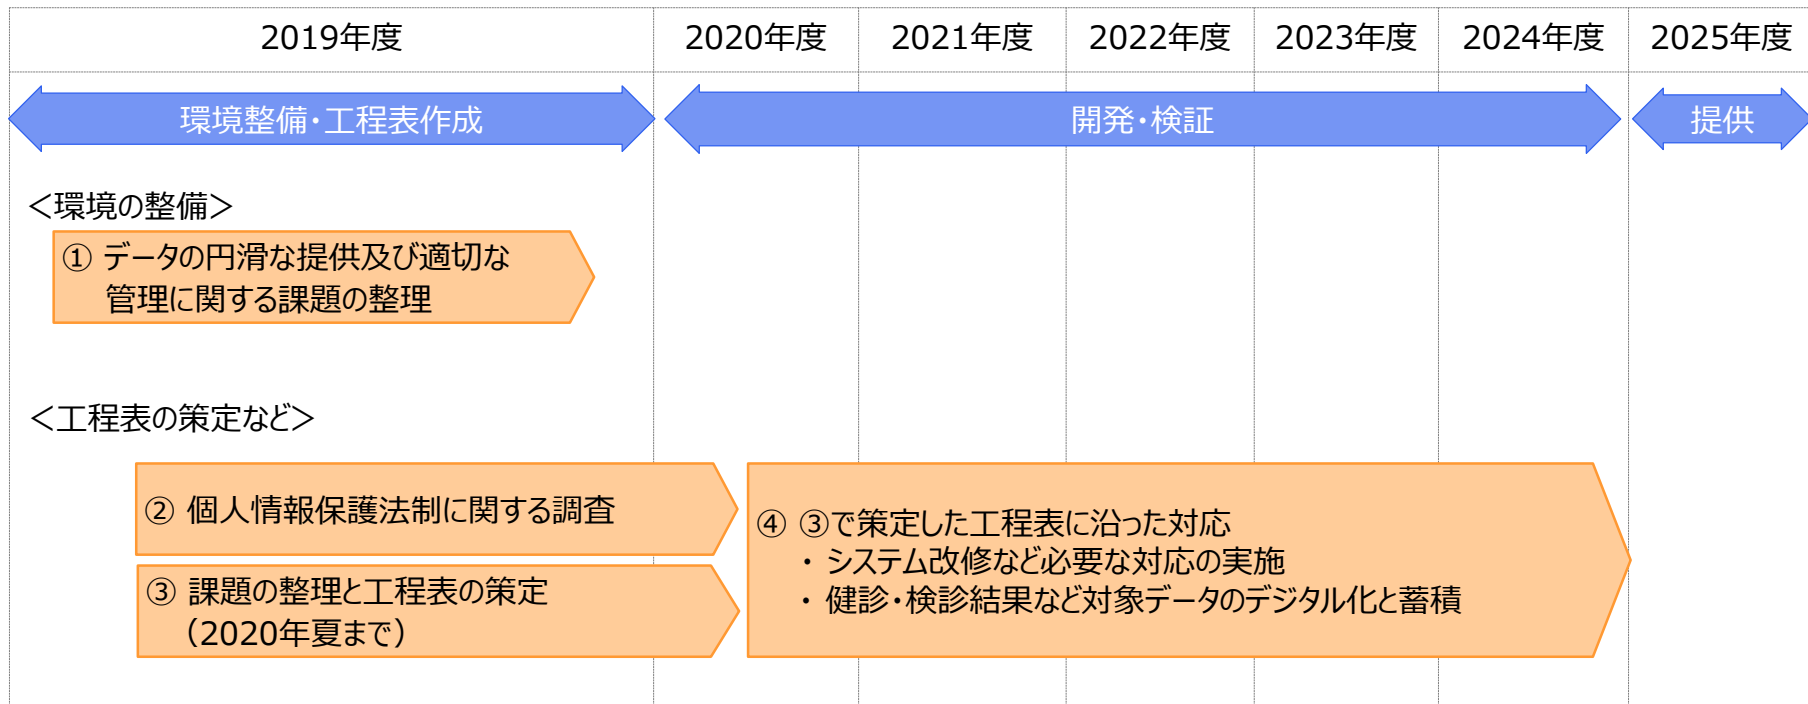 2019年度 2020年度 2021年度 2022年度 2023年度 2024年度 2025年度
環境整備・工程表作成 開発・検証 提供
＜環境の整備＞
① データの円滑な提供及び適切な
管理に関する課題の整理
＜工程表の策定など＞
② 個人情報保護法制に関する調査
③ 課題の整理と工程表の策定
（2020年夏まで）
④ ③で策定した工程表に沿った対応
・ システム改修など必要な対応の実施
・ 健診・検診結果など対象データのデジタル化と蓄積